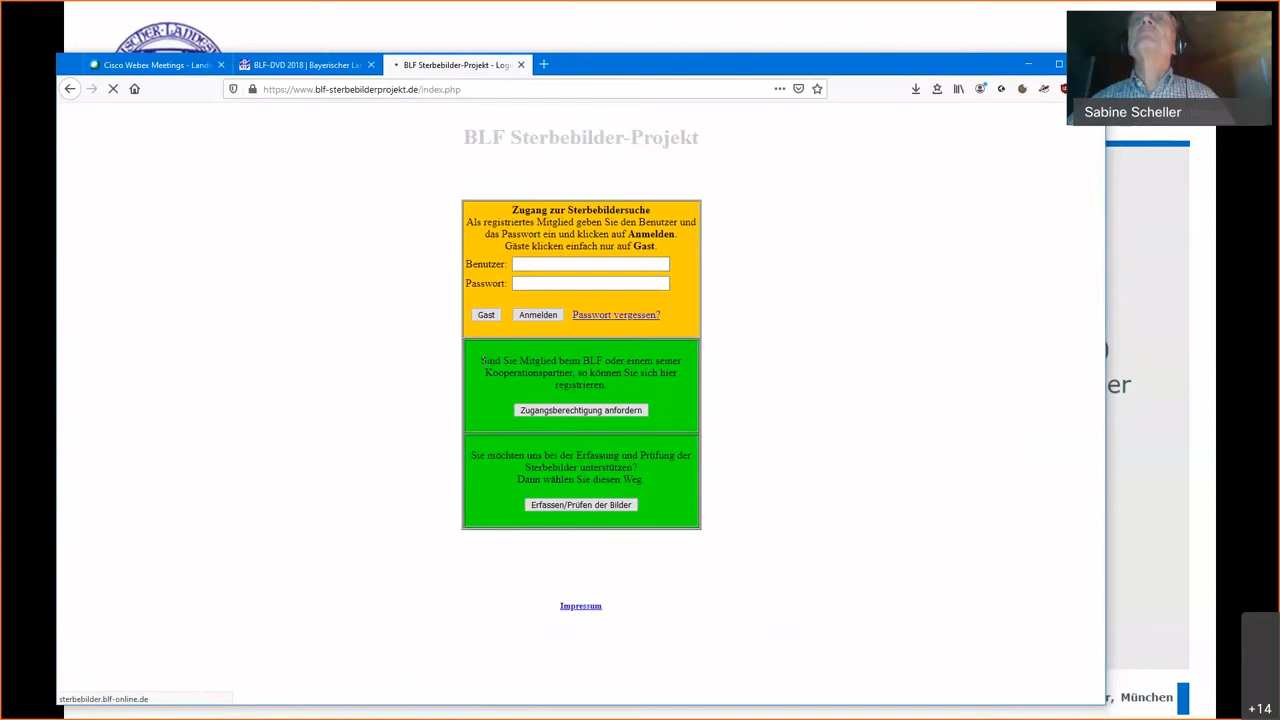 ISCHER-LANDES
Cisco Webex Meetings - Landi
BLF-DVD 2018 | Bayerischer La
BLF Sterbebilder-Projekt - Logi
https://www.blf-sterbebilderprojekt.de/index.php
Sabine Scheller
BLF Sterbebilder-Projekt
Zugang zur Sterbebildersuche
Als registriertes Mitglied geben Sie den Benutzer und
das Passwort ein und klicken auf Anmelden.
Gäste klicken einfach nur auf Gast.
Benutzer:
Passwort:
Gast Anmelden Passwort vergessen?
Sind Sie Mitglied beim BLF oder einem seiner
Kooperationspartner, so können Sie sich hier
registrieren.
Zugangsberechtigung anfordern
er
Sie möchten uns bei der Erfassung und Prüfung der
Sterbebilder unterstützen?
Dann wählen Sie diesen Weg.
Erfassen/Prüfen der Bilder
Impressum
sterbebilder.blf-online.de
r, München
+14